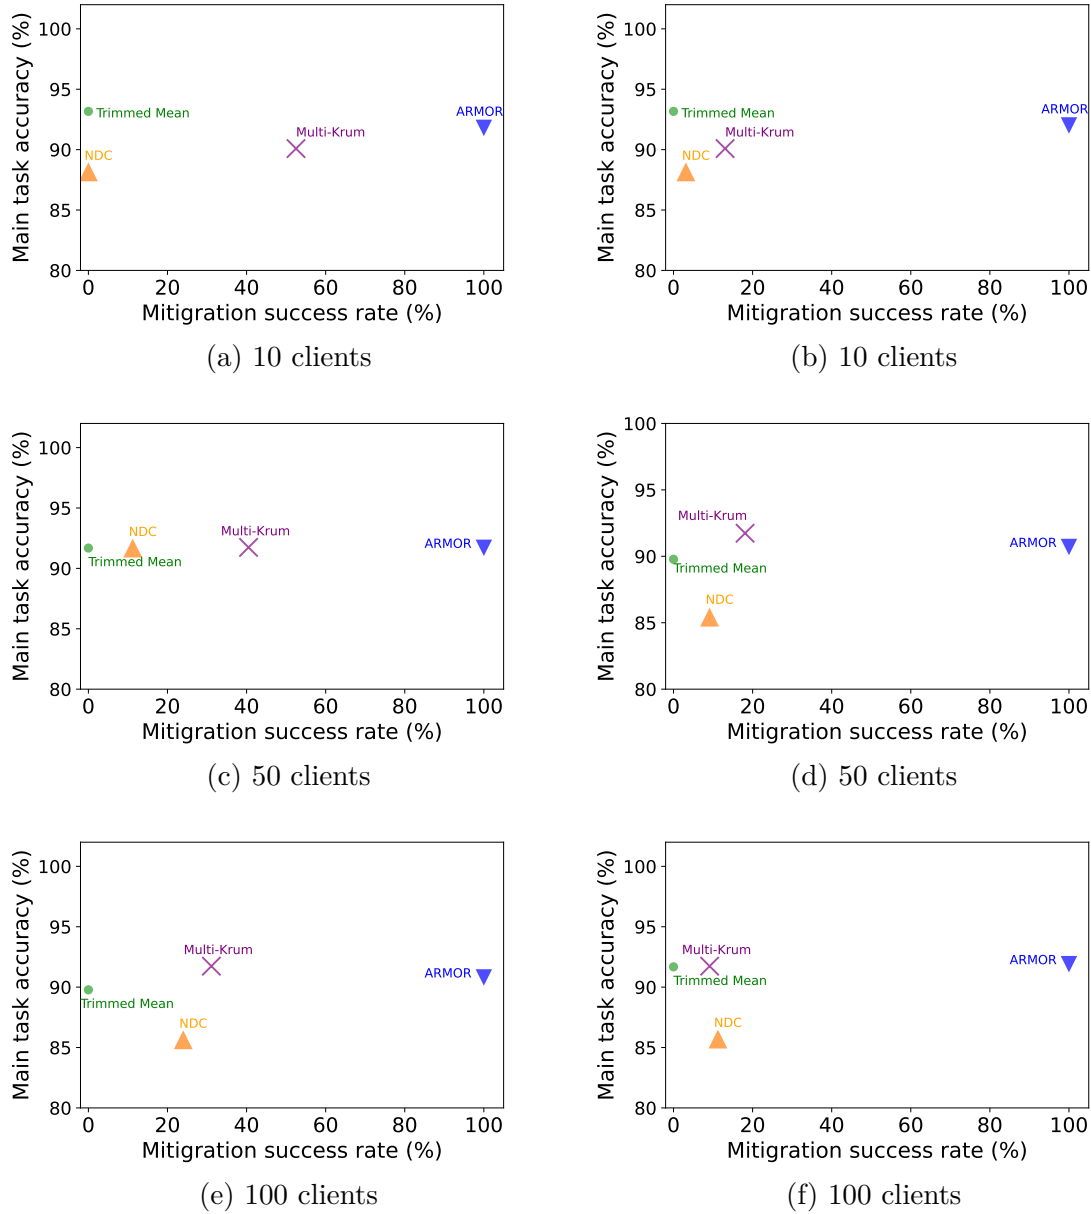 Main task accuracy (%)
100
95
90
85
80
Trimmed Mean
NDC
Multi-Krum
ARMOR
0 20 40 60 80 100
Mitigration success rate (%)
(a) 10 clients
Main task accuracy (%)
100
95
90
85
80
Trimmed Mean
NDC
Multi-Krum
ARMOR
0 20 40 60 80 100
Mitigration success rate (%)
(b) 10 clients
Main task accuracy (%)
100
95
90
85
80
NDC
Trimmed Mean
Multi-Krum
ARMOR
0 20 40 60 80 100
Mitigration success rate (%)
(c) 50 clients
Main task accuracy (%)
100
95
90
85
80
Multi-Krum
Trimmed Mean
NDC
ARMOR
0 20 40 60 80 100
Mitigration success rate (%)
(d) 50 clients
Main task accuracy (%)
100
95
90
85
80
Multi-Krum
Trimmed Mean
NDC
ARMOR
0 20 40 60 80 100
Mitigration success rate (%)
(e) 100 clients
Main task accuracy (%)
100
95
90
85
80
Multi-Krum
Trimmed Mean
NDC
ARMOR
0 20 40 60 80 100
Mitigration success rate (%)
(f) 100 clients